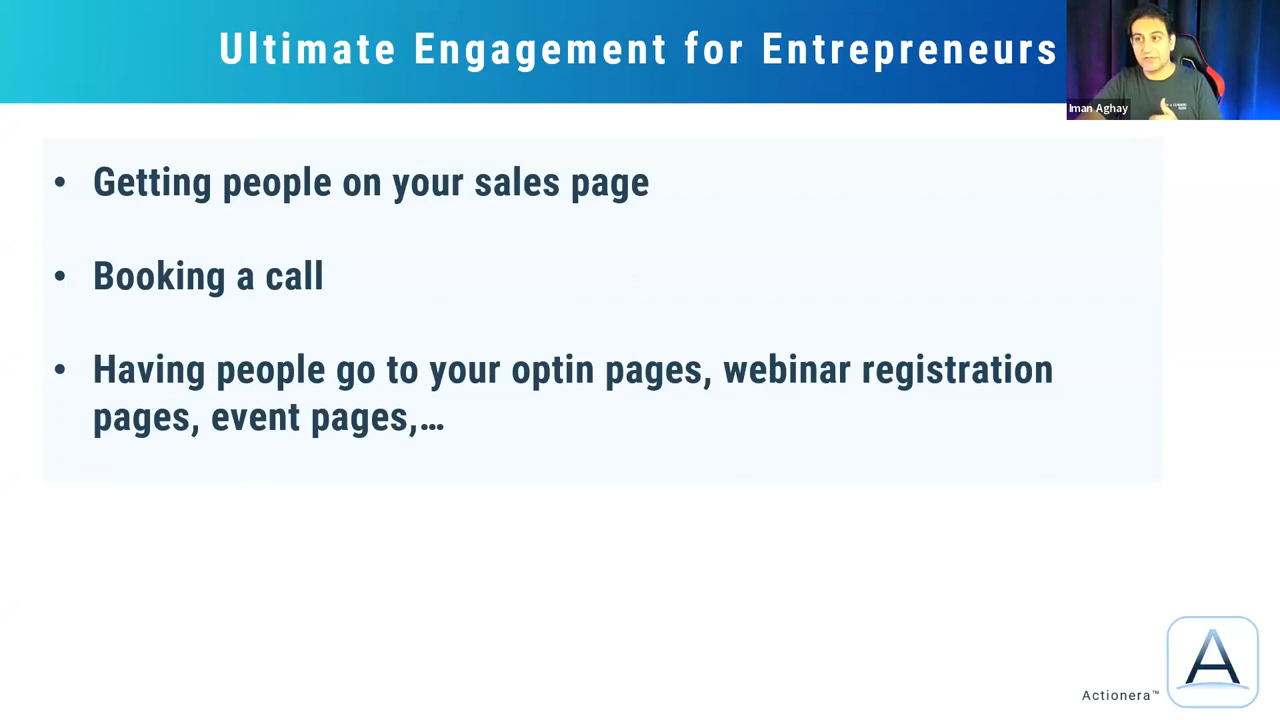 Ultimate Engagement for Entrepreneurs
Iman Aghay
• Getting people on your sales page
• Booking a call
• Having people go to your optin pages, webinar registration
pages, event pages,…
Actionera™
A